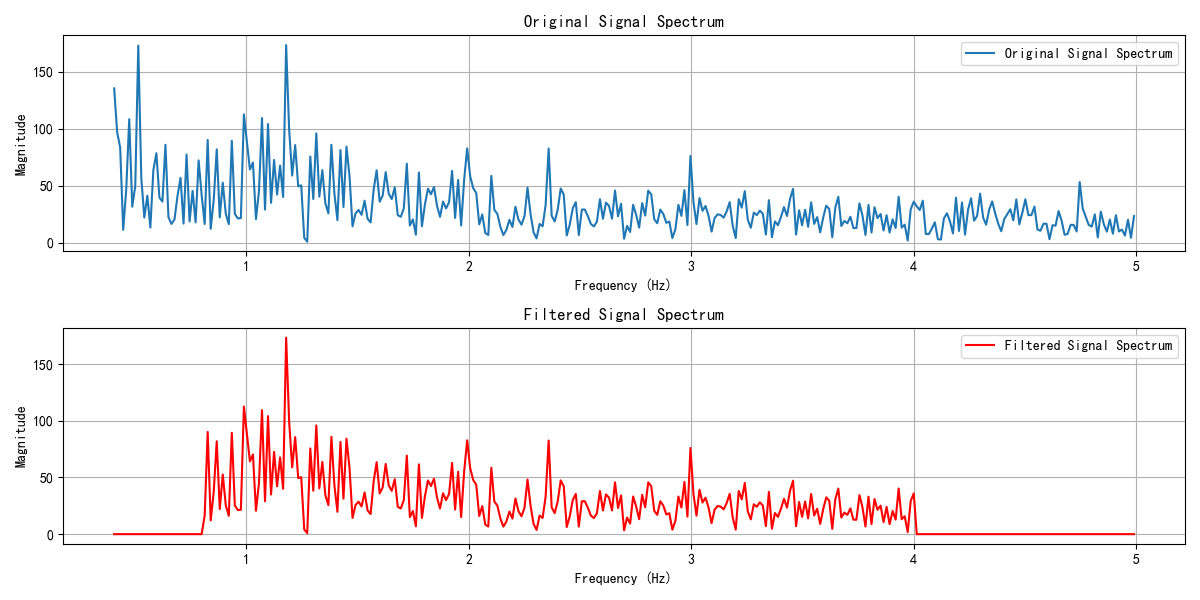 Original Signal Spectrum
Original Signal Spectrum
Magnitude
150
100
50
0
1
2
3
4
5
Frequency (Hz)
Filtered Signal Spectrum
Filtered Signal Spectrum
Magnitude
150
100
50
0
1
2
3
4
5
Frequency (Hz)